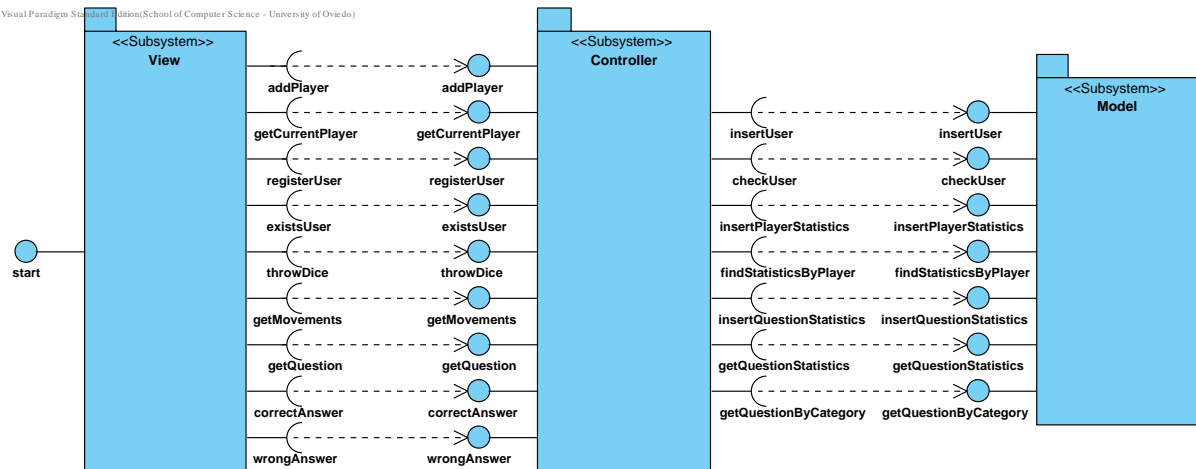 Visual Paradigm Standard Edition(School of Computer Science - University of Oviedo)
<<Subsystem>>
View
<<Subsystem>>
Controller
<<Subsystem>>
Model
start
addPlayer
addPlayer
getCurrentPlayer
getCurrentPlayer
registerUser
registerUser
existsUser
existsUser
throwDice
throwDice
getMovements
getMovements
getQuestion
getQuestion
correctAnswer
correctAnswer
wrongAnswer
wrongAnswer
insertUser
insertUser
checkUser
checkUser
insertPlayerStatistics
insertPlayerStatistics
findStatisticsByPlayer
findStatisticsByPlayer
insertQuestionStatistics
insertQuestionStatistics
getQuestionStatistics
getQuestionStatistics
getQuestionByCategory
getQuestionByCategory